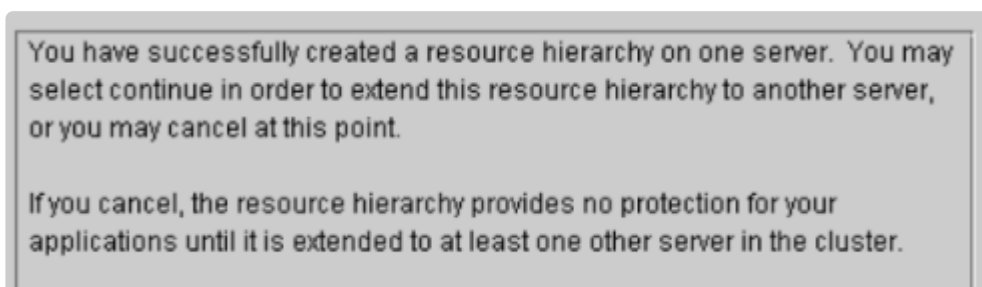 You have successfully created a resource hierarchy on one server.  You may
select continue in order to extend this resource hierarchy to another server,
or you may cancel at this point.
If you cancel, the resource hierarchy provides no protection for your
applications until it is extended to at least one other server in the cluster.